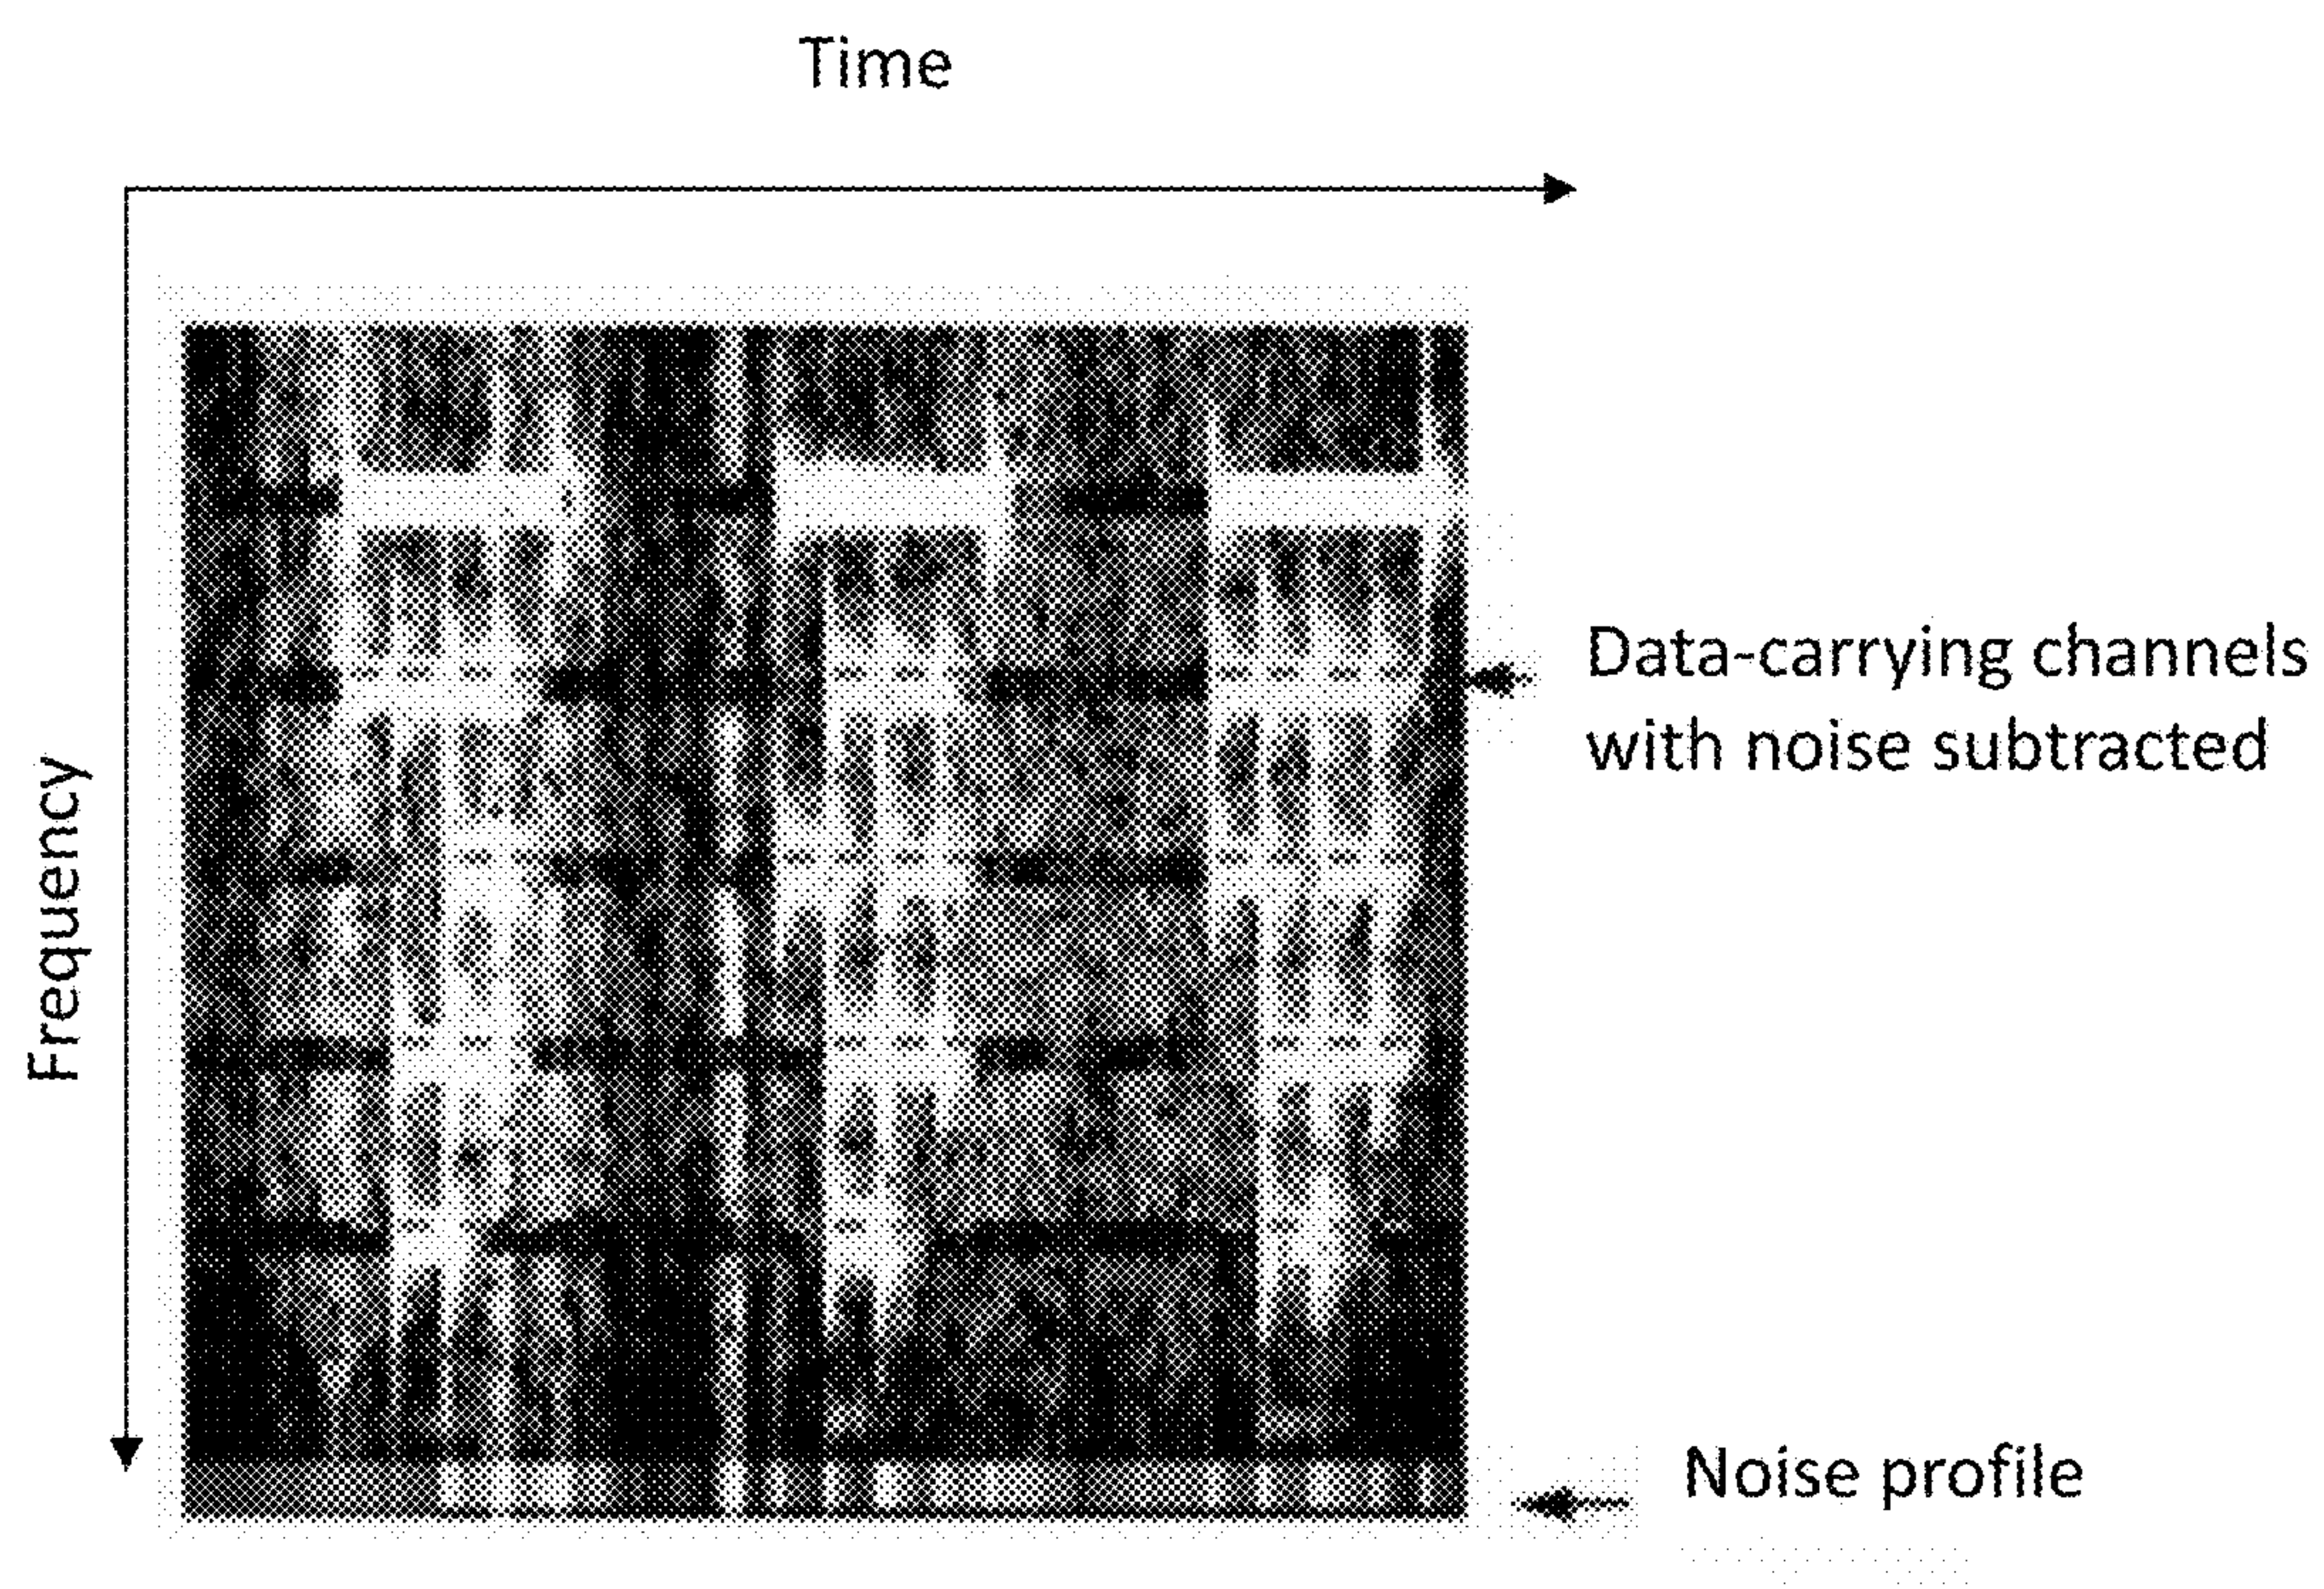 Time
Frequency
Data-carrying channels
with noise subtracted
Noise profile